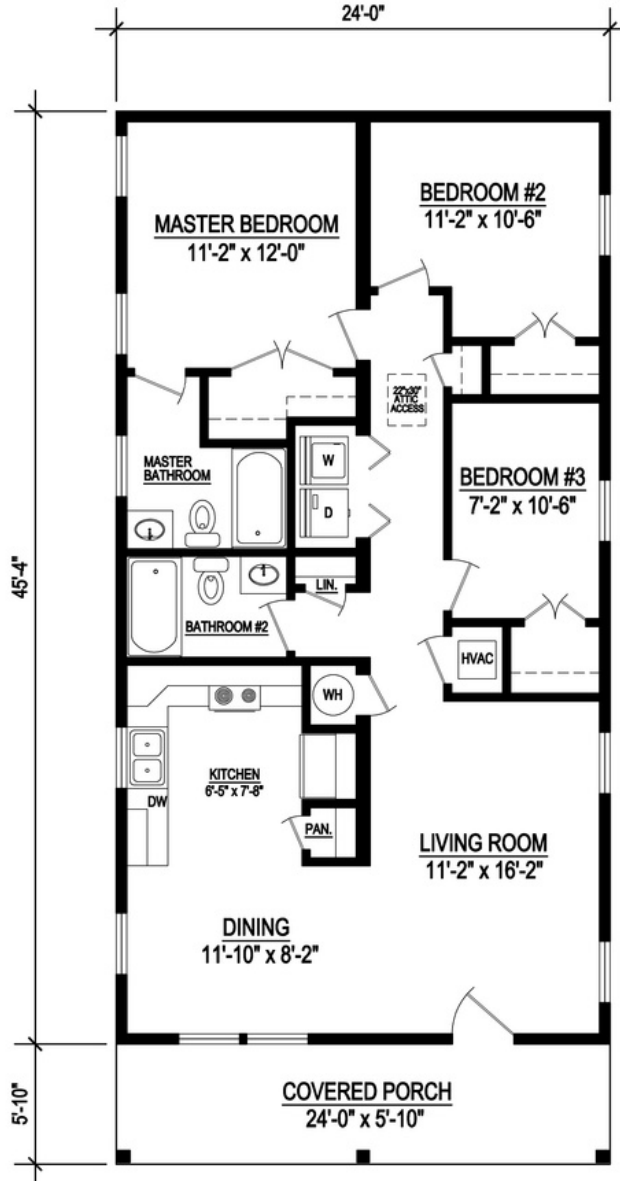 24'-0"
MASTER BEDROOM
11'-2" x 12'-0"
BEDROOM #2
11'-2" x 10'-6"
22"x30"
ATTIC
ACCESS
MASTER
BATHROOM
W
D
BEDROOM #3
7'-2" x 10'-6"
45'-4"
LIN.
BATHROOM #2
HVAC
WH
KITCHEN
6'-5" x 7'-8"
DW
PAN.
LIVING ROOM
11'-2" x 16'-2"
DINING
11'-10" x 8'-2"
5'-10"
COVERED PORCH
24'-0" x 5'-10"